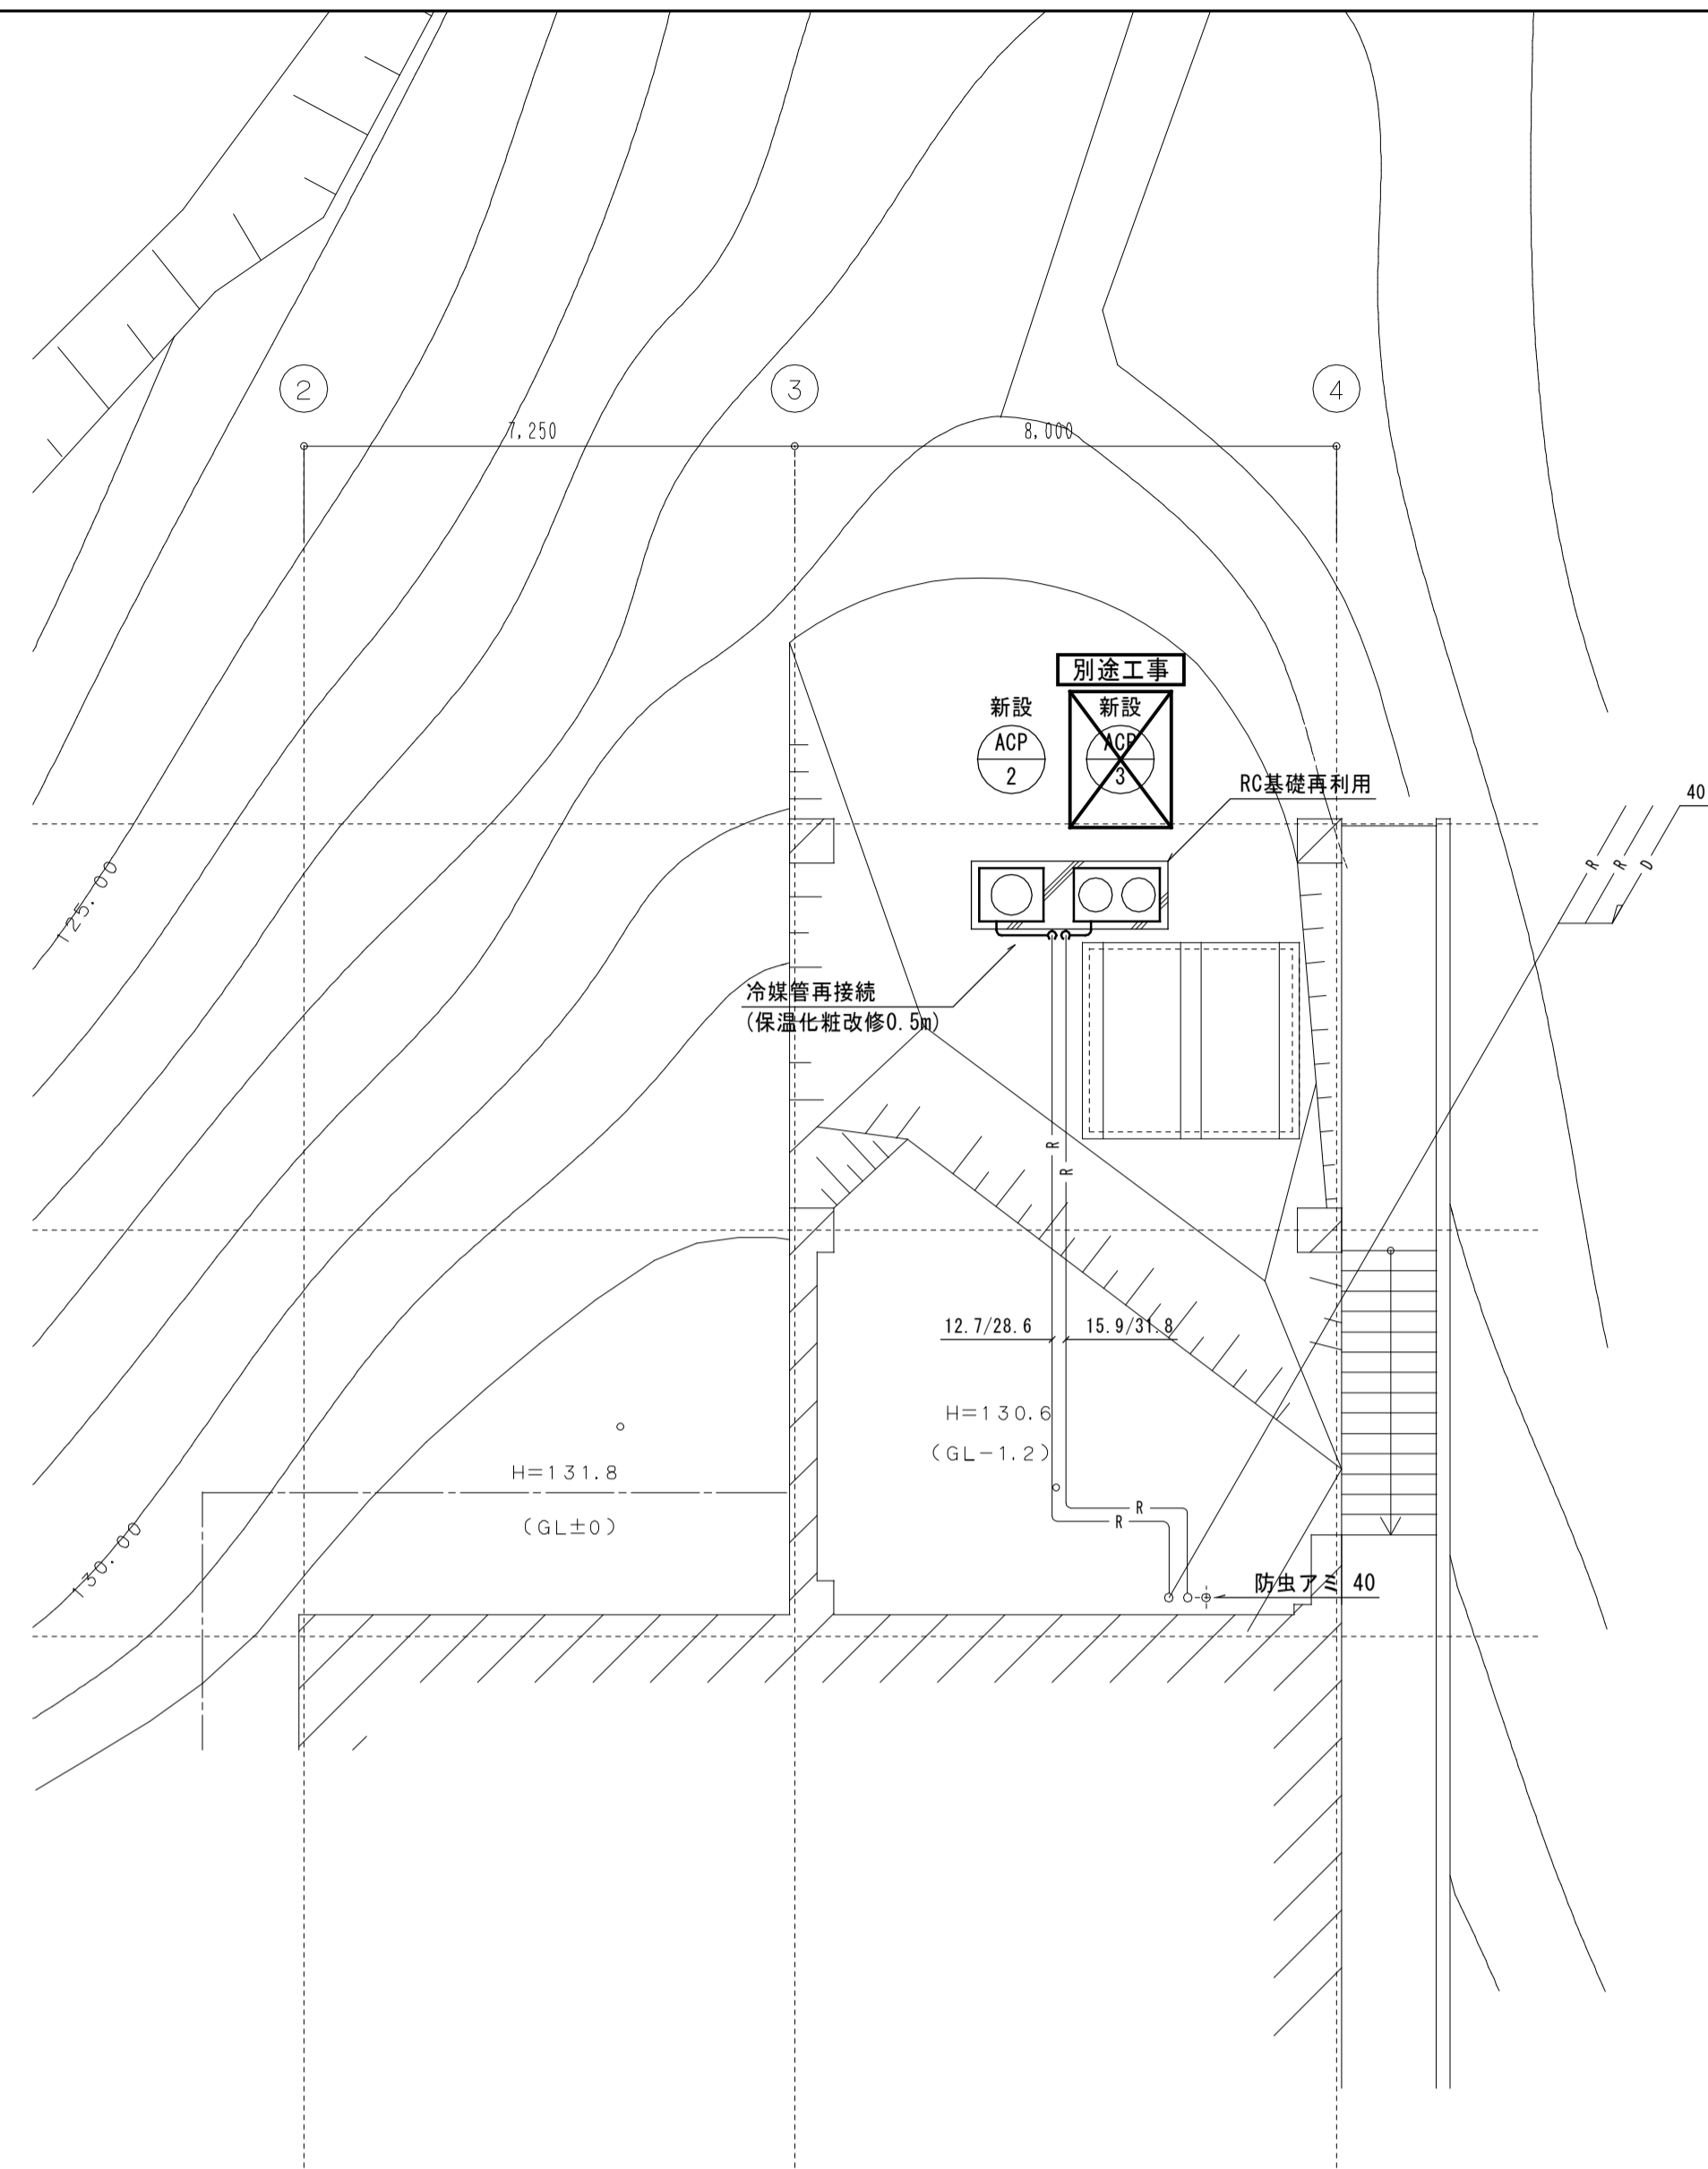 2
3
4
7,250
8,000
別途工事
新設
ACP
2
新設
ACP
3
RC基礎再利用
40
R
R
D
125.00
冷媒管再接続
(保温化粧改修0.5m)
R
R
12.7/28.6
15.9/31.8
H=130.6
(GL-1.2)
H=131.8
(GL±0)
R
R
130.00
防虫アミ 40